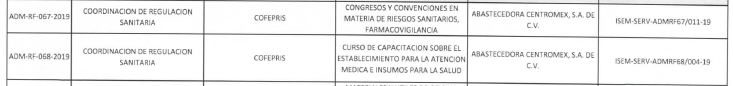 ADM-RF-067-2019
COORDINACION DE REGULACION
SANITARIA
COFEPRIS
CONGRESOS Y CONVENCIONES EN
MATERIA DE RIESGOS SANITARIOS,
FARMACOVIGILANCIA
ABASTECEDORA CENTROMEX, S.A. DE
C.V.
ISEM-SERV-ADMRF67/011-19
ADM-RF-068-2019
COORDINACION DE REGULACION
SANITARIA
COFEPRIS
CURSO DE CAPACITACION SOBRE EL
ESTABLECIMIENTO PARA LA ATENCION
MEDICA E INSUMOS PARA LA SALUD
ABASTECEDORA CENTROMEX, S.A. DE
C.V.
ISEM-SERV-ADMRF68/004-19